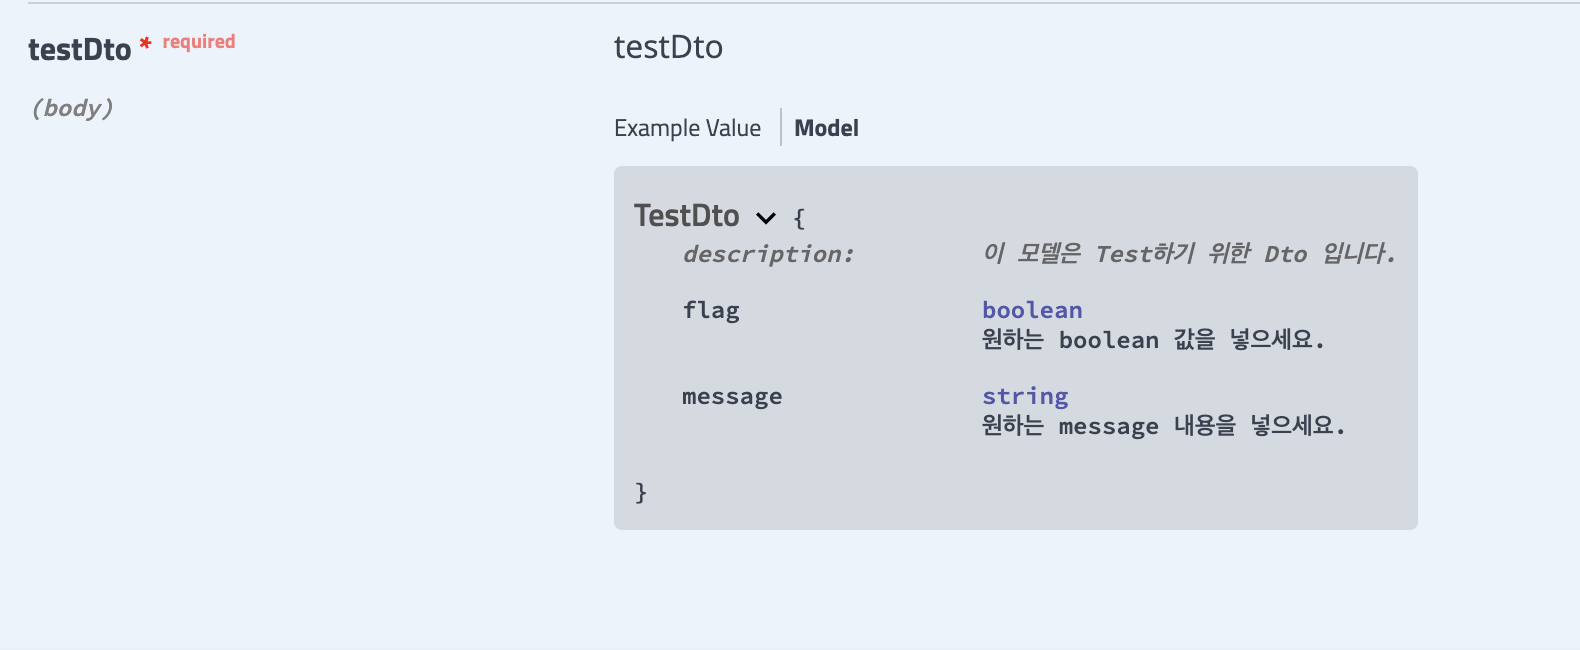 testDto * required
(body)
testDto
Example Value | Model
TestDto {
description: 이 모델은 Test하기 위한 Dto 입니다.
flag boolean
원하는 boolean 값을 넣으세요.
message string
원하는 message 내용을 넣으세요.
}